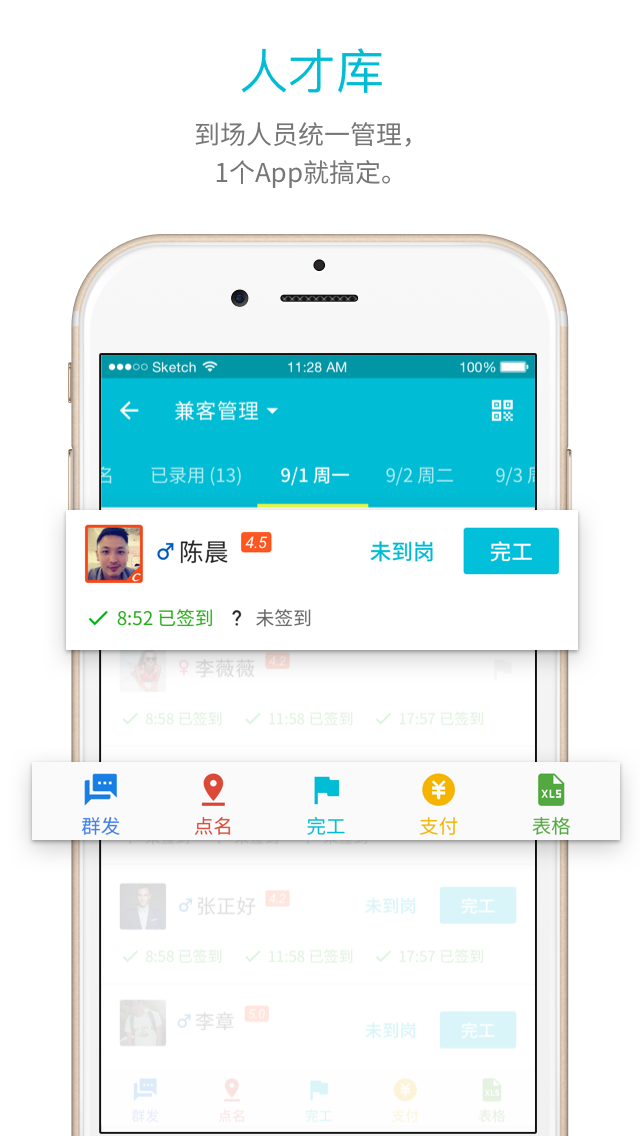 人才库
到场人员统一管理，
1个App就搞定。
Sketch 11:28 AM 100%
兼客管理
名 已录用 (13) 9/1 周一 9/2 周二 9/3 周
陈晨 4.5 未到岗 完工
8:52 已签到 ? 未签到
李薇薇 4.2
8:58 已签到 11:58 已签到 17:57 已签到
群发 点名 完工 支付 表格
张正好 4.2 未到岗 完工
8:58 已签到 11:58 已签到 17:57 已签到
李章 5.0 未到岗 完工
群发 点名 完工 支付 表格